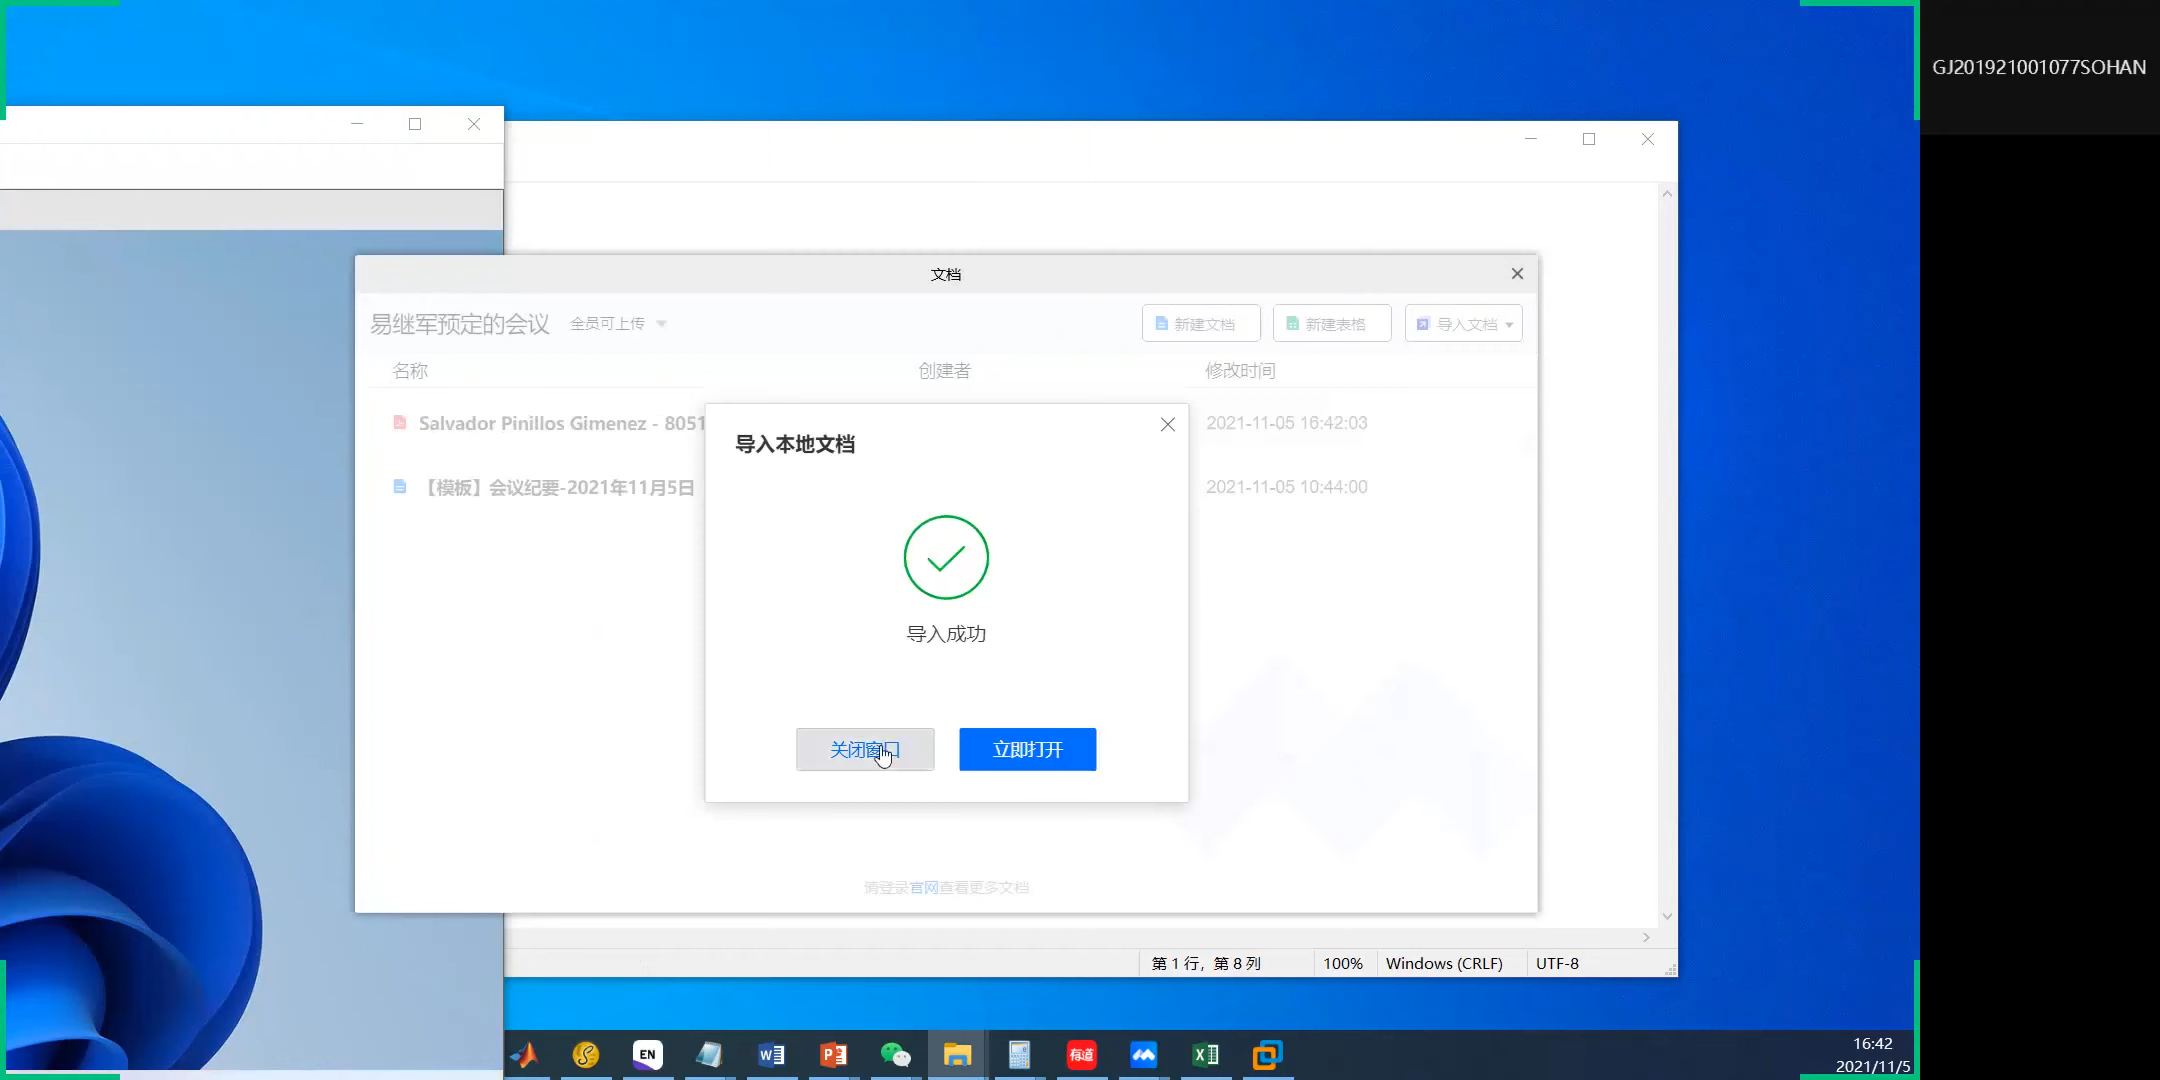 GJ201921001077SOHAN
文档
易继军预定的会议 全员可上传 新建文档 新建表格 导入文档
名称 创建者 修改时间
Salvador Pinillos Gimenez - 8051 2021-11-05 16:42:03
【模板】会议纪要-2021年11月5日 2021-11-05 10:44:00
导入本地文档
导入成功
关闭窗口 立即打开
请登录官网查看更多文档
第 1 行，第 8 列 100% Windows (CRLF) UTF-8
EN 有道
16:42
2021/11/5